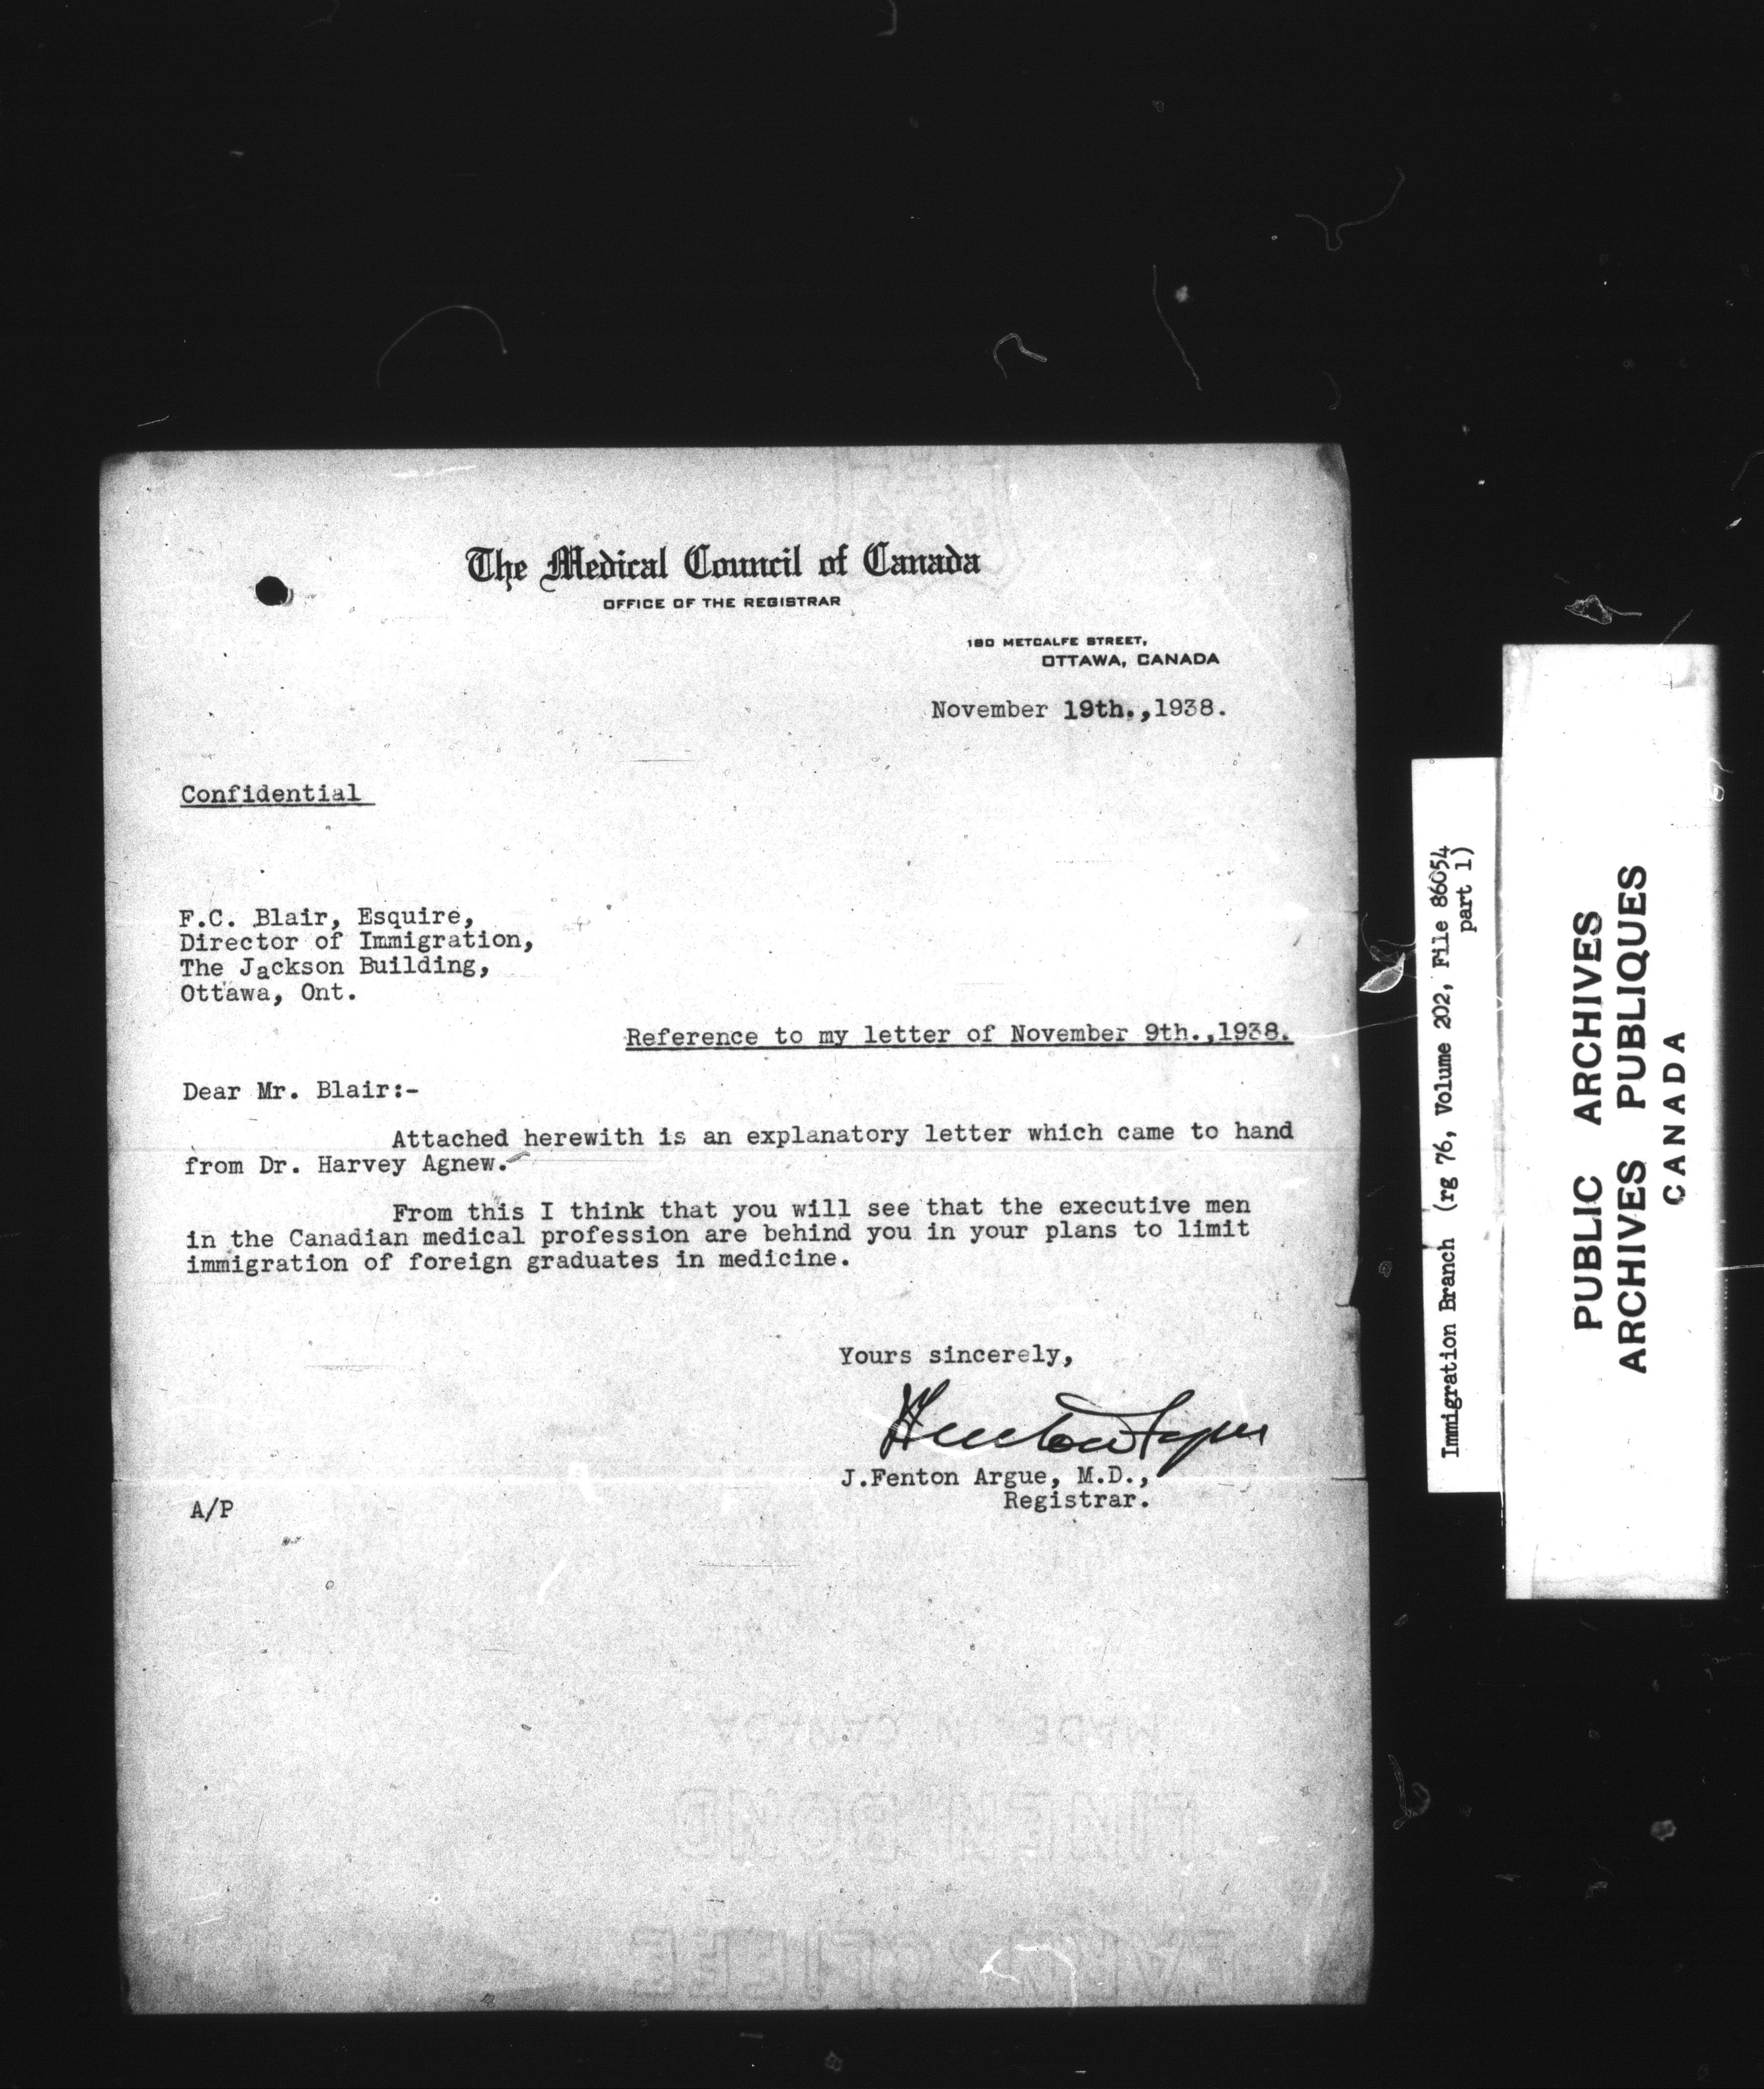 The Medical Council of Canada
OFFICE OF THE REGISTRAR
180 METCALFE STREET,
OTTAWA, CANADA
November 19th.,1938.
Confidential
F.C. Blair, Esquire,
Director of Immigration,
The Jackson Building,
Ottawa, Ont.
Reference to my letter of November 9th.,1938.
Dear Mr. Blair:-
Attached herewith is an explanatory letter which came to hand
from Dr. Harvey Agnew.
From this I think that you will see that the executive men
in the Canadian medical profession are behind you in your plans to limit
immigration of foreign graduates in medicine.
Yours sincerely,
J.Fenton Argue, M.D.,
Registrar.
A/P
MADE IN CANADA
LINEN BOND
Immigration Branch (rg 76, Volume 202, File 86054
part 1)
PUBLIC ARCHIVES
ARCHIVES PUBLIQUES
CANADA